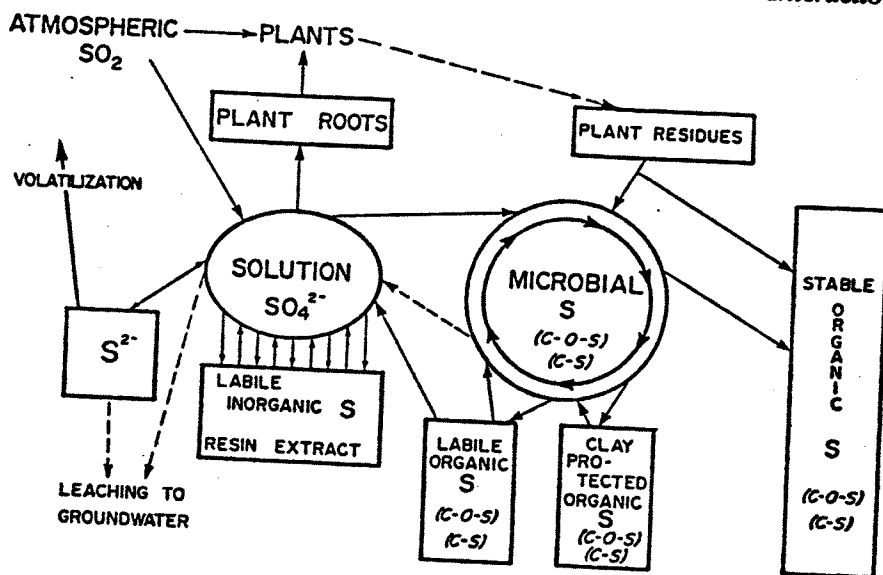 ATMOSPHERIC
SO2
PLANTS
PLANT ROOTS
PLANT RESIDUES
VOLATILIZATION
SOLUTION
SO4 2-
MICROBIAL
S
(C-O-S)
(C-S)
STABLE
ORGANIC
S
(C-O-S)
(C-S)
S2-
LABILE
INORGANIC S
RESIN EXTRACT
LABILE
ORGANIC
S
(C-O-S)
(C-S)
CLAY
PRO-
TECTED
ORGANIC
S
(C-O-S)
(C-S)
LEACHING TO
GROUNDWATER